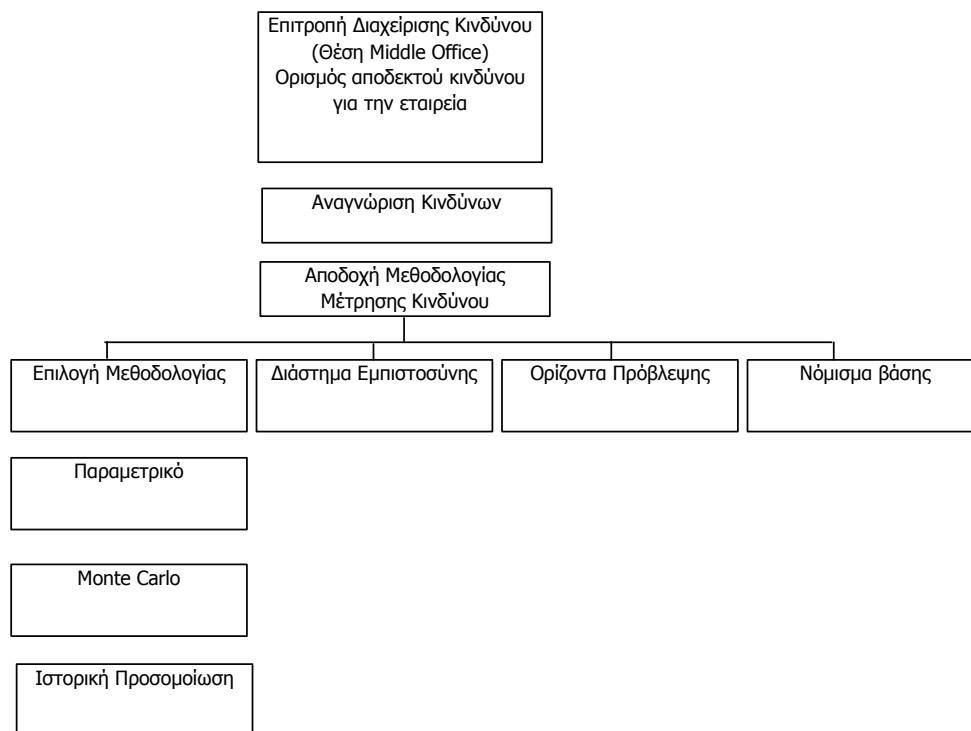 Επιτροπή Διαχείρισης Κινδύνου
(Θέση Middle Office)
Ορισμός αποδεκτού κινδύνου
για την εταιρεία
Αναγνώριση Κινδύνων
Αποδοχή Μεθοδολογίας
Μέτρησης Κινδύνου
Επιλογή Μεθοδολογίας
Διάστημα Εμπιστοσύνης
Ορίζοντα Πρόβλεψης
Νόμισμα βάσης
Παραμετρικό
Monte Carlo
Ιστορική Προσομοίωση